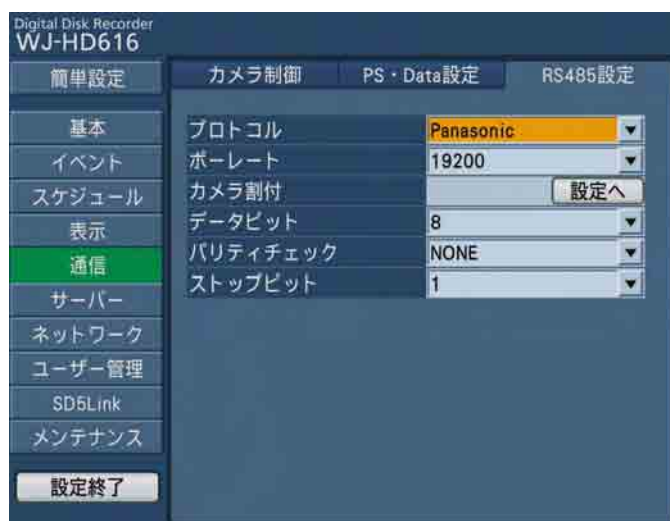 Digital Disk Recorder
WJ-HD616
簡単設定
基本
イベント
スケジュール
表示
通信
サーバー
ネットワーク
ユーザー管理
SD5Link
メンテナンス
設定終了
カメラ制御 PS・Data設定 RS485設定
プロトコル Panasonic
ボーレート 19200
カメラ割付 設定へ
データビット 8
パリティチェック NONE
ストップビット 1